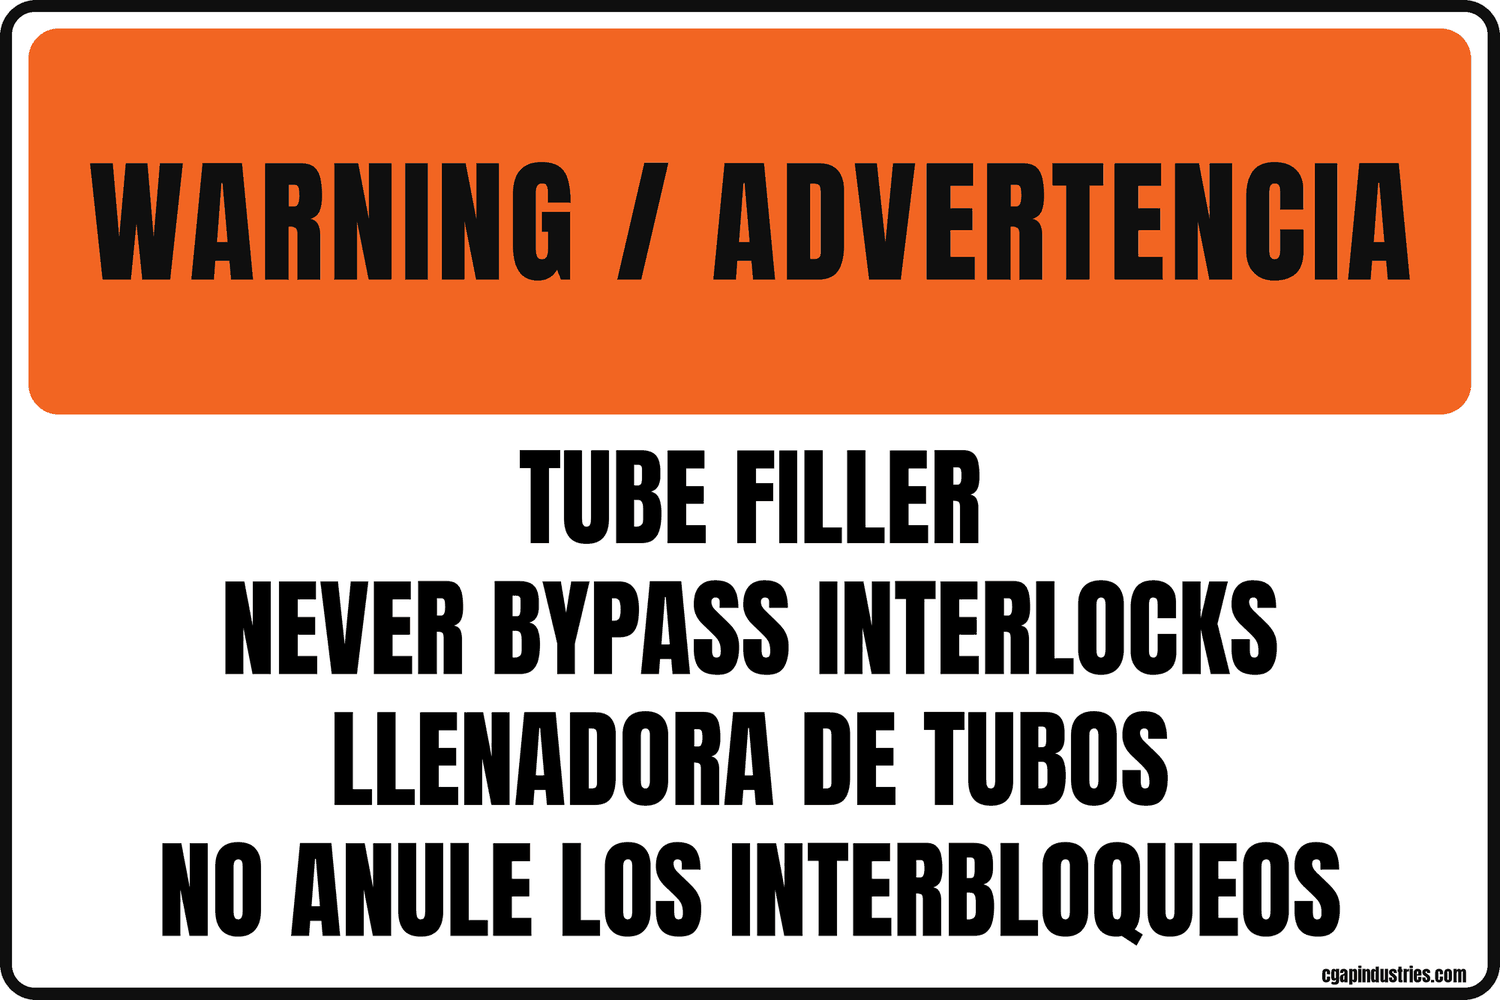 WARNING / ADVERTENCIA
TUBE FILLER
NEVER BYPASS INTERLOCKS
LLENADORA DE TUBOS
NO ANULE LOS INTERBLOQUEOS
cgapindustries.com